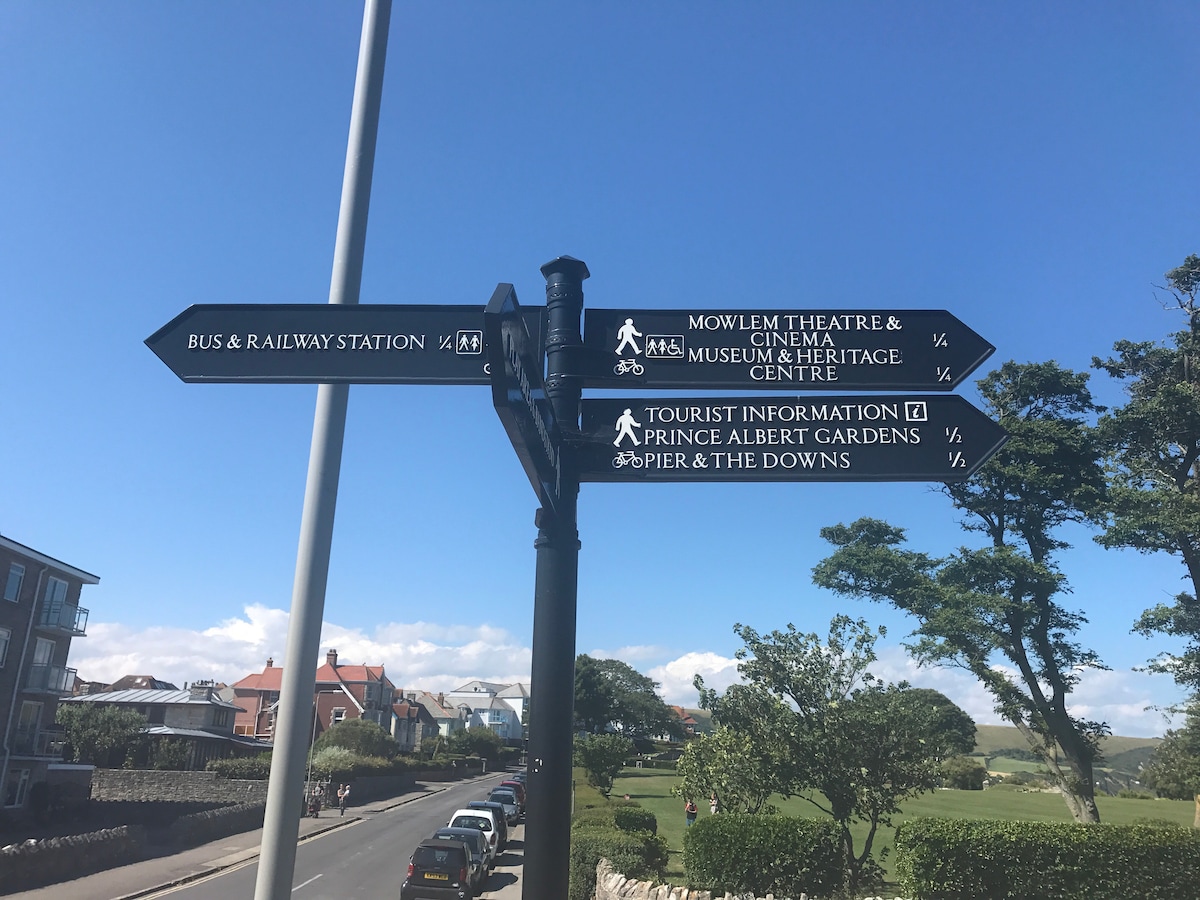 BUS & RAILWAY STATION ¼
MOWLEM THEATRE & ¼
CINEMA
MUSEUM & HERITAGE
CENTRE ¼
TOURIST INFORMATION i
PRINCE ALBERT GARDENS ½
PIER & THE DOWNS ½